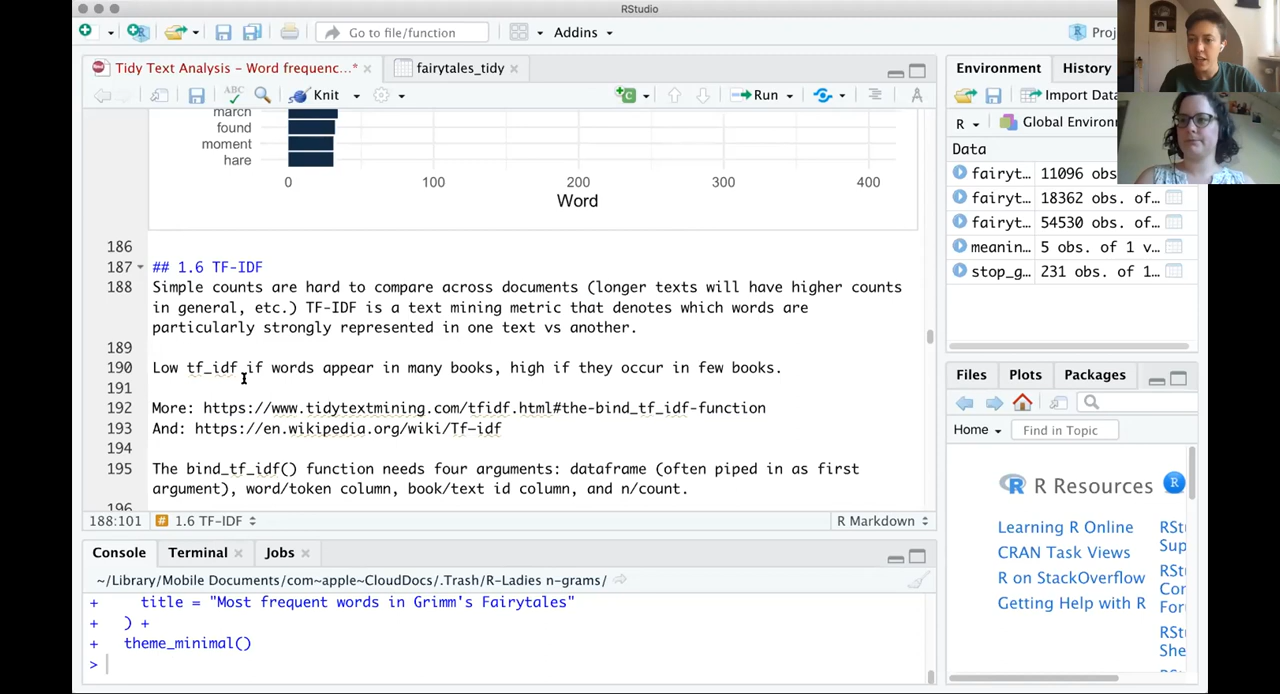 RStudio
Go to file/function
Addins
Proj
Tidy Text Analysis – Word frequenc...*
fairytales_tidy
ABC
Knit
Run
march
found
moment
hare
0 100 200 300 400
Word
186
187 ## 1.6 TF-IDF
188 Simple counts are hard to compare across documents (longer texts will have higher counts
in general, etc.) TF-IDF is a text mining metric that denotes which words are
particularly strongly represented in one text vs another.
189
190 Low tf_idf if words appear in many books, high if they occur in few books.
191
192 More: https://www.tidytextmining.com/tfidf.html#the-bind_tf_idf-function
193 And: https://en.wikipedia.org/wiki/Tf-idf
194
195 The bind_tf_idf() function needs four arguments: dataframe (often piped in as first
argument), word/token column, book/text id column, and n/count.
196
188:101 # 1.6 TF-IDF R Markdown
Console Terminal Jobs
~/Library/Mobile Documents/com~apple~CloudDocs/.Trash/R-Ladies n-grams/
+ title = "Most frequent words in Grimm's Fairytales"
+ ) +
+ theme_minimal()
>
Environment History
Import Data
R Global Environ
Data
fairyt... 11096 obs
fairyt... 18362 obs. of...
fairyt... 54530 obs. of...
meanin... 5 obs. of 1 v...
stop_g... 231 obs. of 1...
Files Plots Packages
Home Find in Topic
R Resources R
Learning R Online
CRAN Task Views
R on StackOverflow
Getting Help with R
RStu
Sup
RStu
Co
For
RStu
She